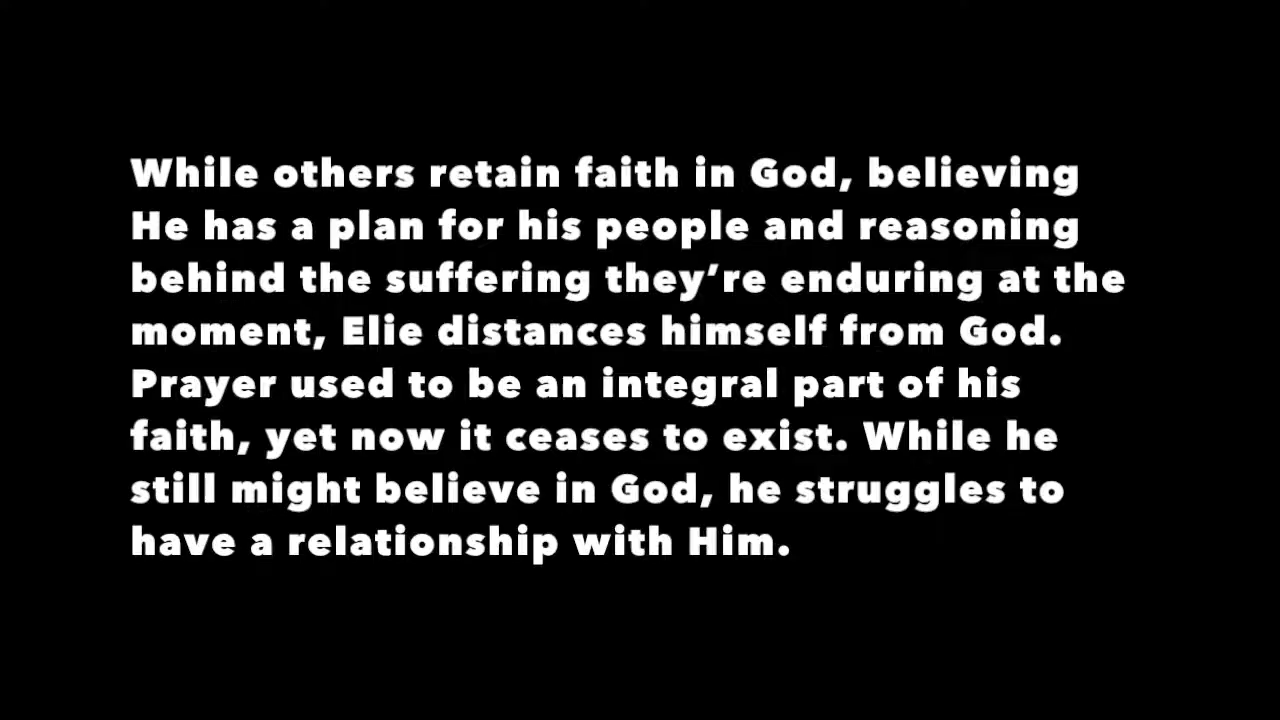 While others retain faith in God, believing
He has a plan for his people and reasoning
behind the suffering they’re enduring at the
moment, Elie distances himself from God.
Prayer used to be an integral part of his
faith, yet now it ceases to exist. While he
still might believe in God, he struggles to
have a relationship with Him.